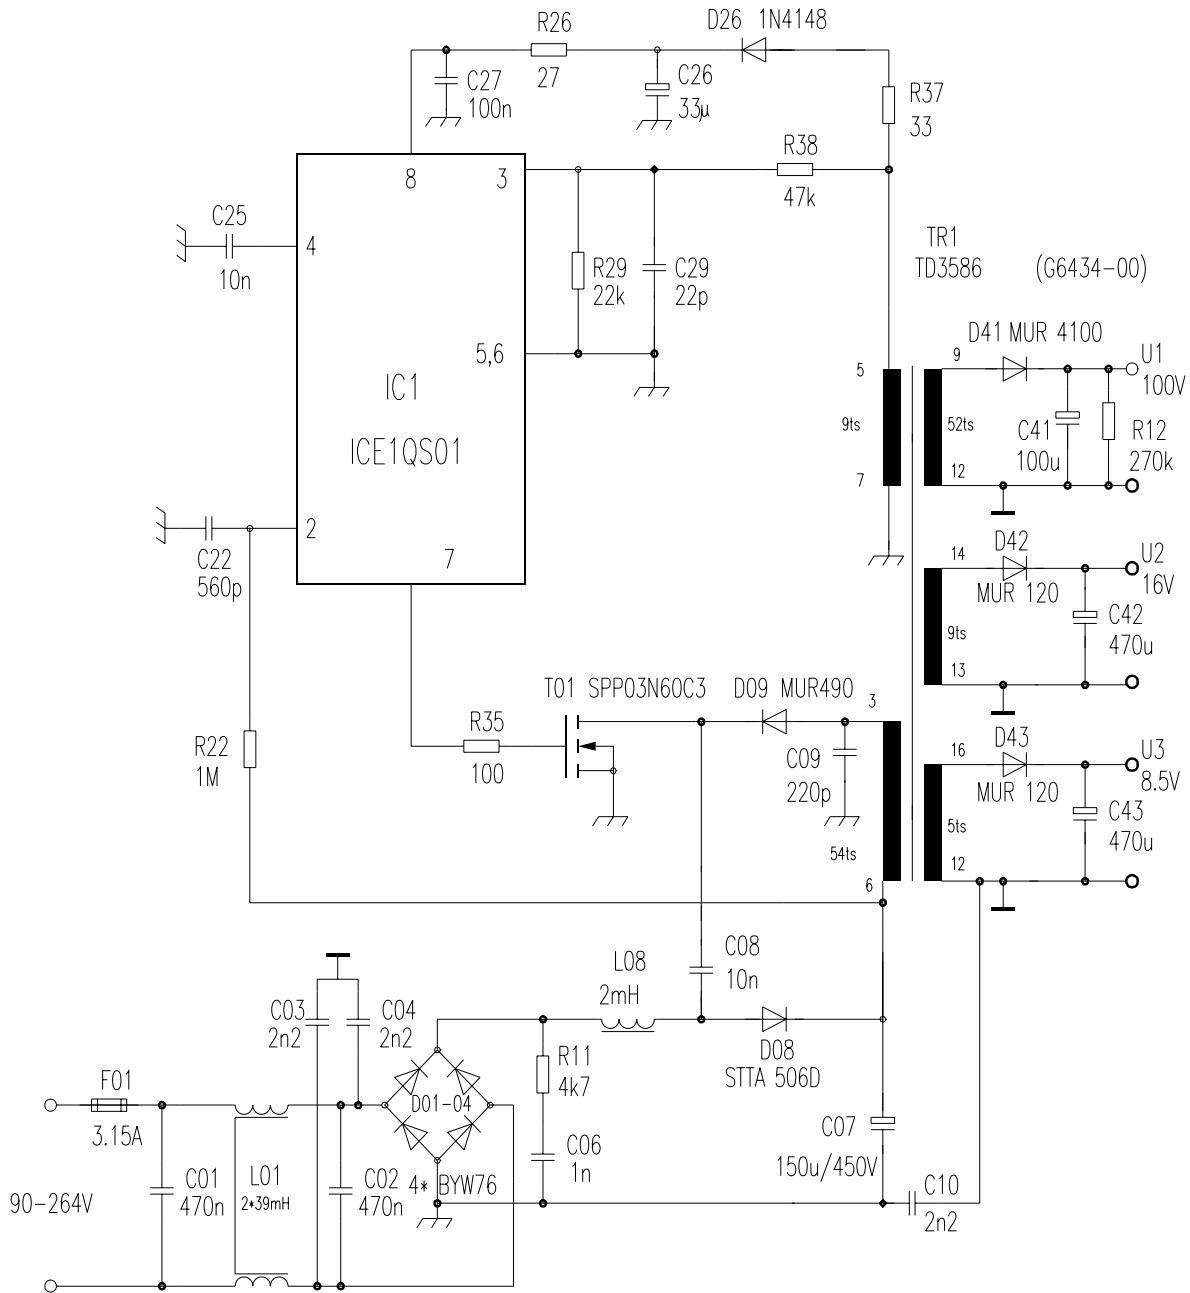 R26
27
D26 1N4148
C27
100n
C26
33µ
R37
33
R38
47k
8
3
C25
10n
4
R29
22k
C29
22p
TR1
TD3586 (G6434-00)
5,6
IC1
ICE1QS01
D41 MUR 4100
5
9
U1
100V
9ts
52ts
C41
100u
R12
270k
7
12
2
C22
560p
7
14
D42
MUR 120
U2
16V
9ts
C42
470u
13
T01 SPP03N60C3
D09 MUR490
3
R35
100
R22
1M
C09
220p
16
D43
MUR 120
U3
8.5V
54ts
5ts
C43
470u
6
12
L08
2mH
C08
10n
C03
2n2
C04
2n2
R11
4k7
D08
STTA 506D
F01
3.15A
D01-04
C07
150u/450V
C06
1n
4* BYW76
C01
470n
L01
2*39mH
C02
470n
90-264V
C10
2n2